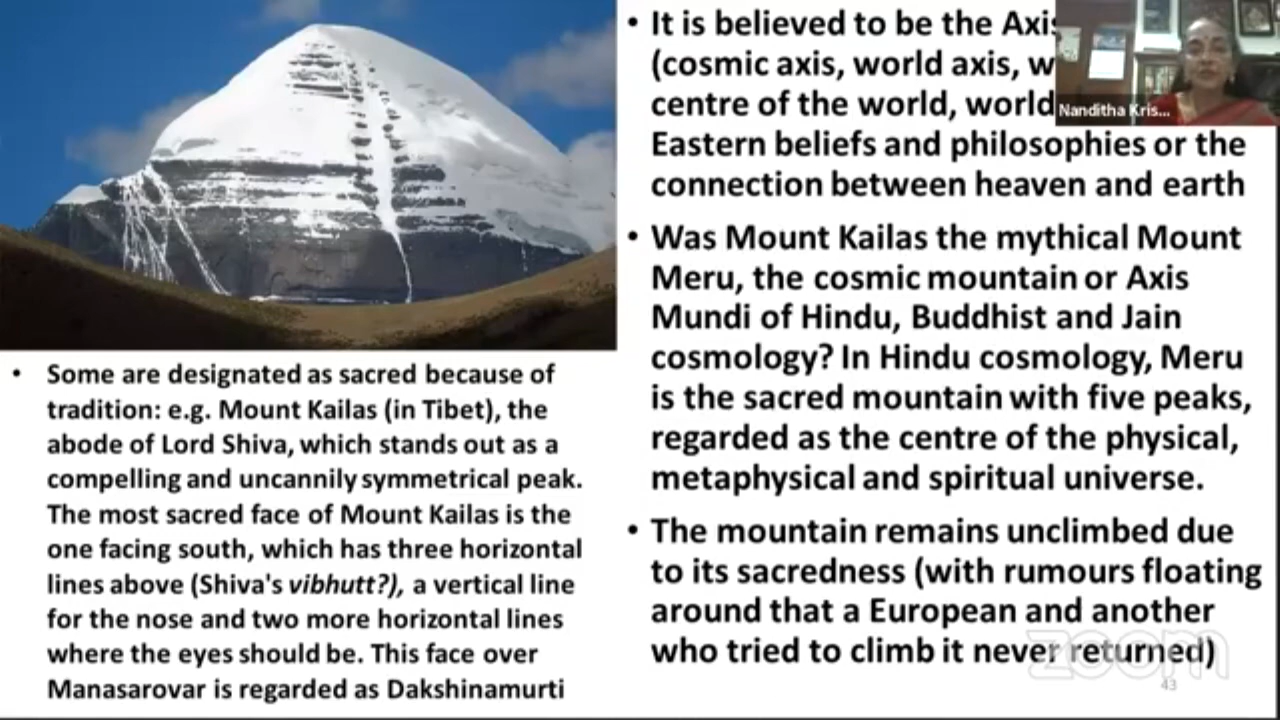 • Some are designated as sacred because of
tradition: e.g. Mount Kailas (in Tibet), the
abode of Lord Shiva, which stands out as a
compelling and uncannily symmetrical peak.
The most sacred face of Mount Kailas is the
one facing south, which has three horizontal
lines above (Shiva's vibhutt?), a vertical line
for the nose and two more horizontal lines
where the eyes should be. This face over
Manasarovar is regarded as Dakshinamurti
• It is believed to be the Axis
(cosmic axis, world axis, w
centre of the world, world
Eastern beliefs and philosophies or the
connection between heaven and earth
• Was Mount Kailas the mythical Mount
Meru, the cosmic mountain or Axis
Mundi of Hindu, Buddhist and Jain
cosmology? In Hindu cosmology, Meru
is the sacred mountain with five peaks,
regarded as the centre of the physical,
metaphysical and spiritual universe.
• The mountain remains unclimbed due
to its sacredness (with rumours floating
around that a European and another
who tried to climb it never returned)
Nanditha Kris...
zoom
43